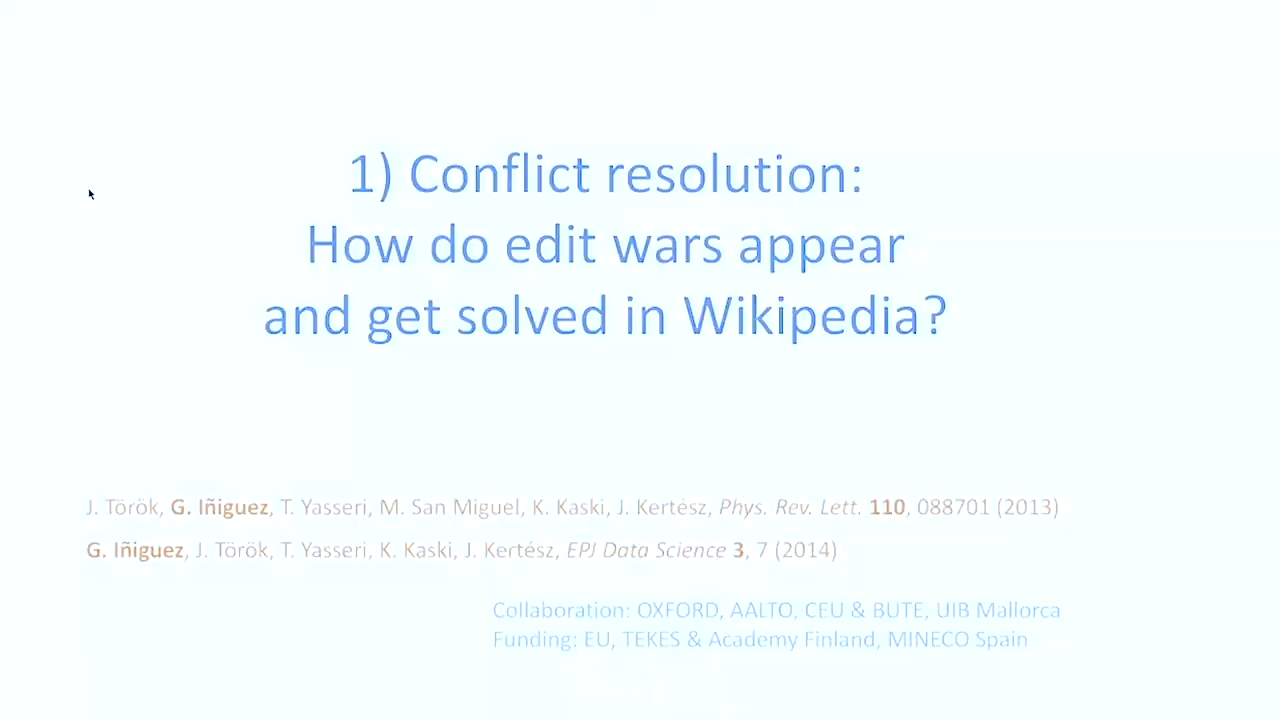 1) Conflict resolution:
How do edit wars appear
and get solved in Wikipedia?
J. Török, G. Iñiguez, T. Yasseri, M. San Miguel, K. Kaski, J. Kertész, Phys. Rev. Lett. 110, 088701 (2013)
G. Iñiguez, J. Török, T. Yasseri, K. Kaski, J. Kertész, EPJ Data Science 3, 7 (2014)
Collaboration: OXFORD, AALTO, CEU & BUTE, UIB Mallorca
Funding: EU, TEKES & Academy Finland, MINECO Spain